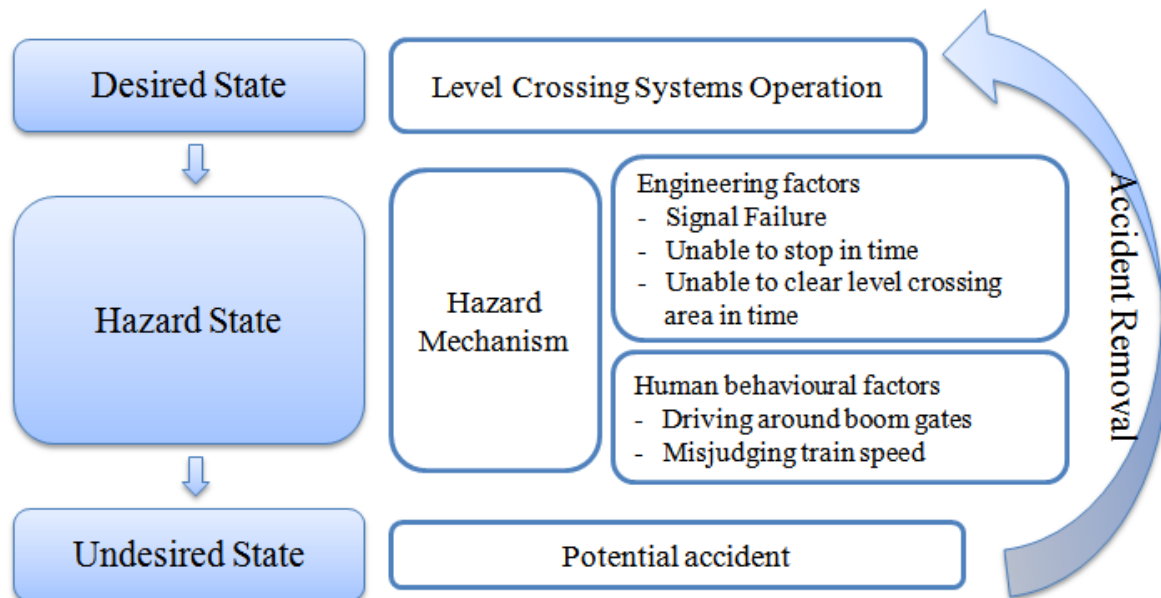 Desired State
Level Crossing Systems Operation
Hazard State
Hazard
Mechanism
Engineering factors
- Signal Failure
- Unable to stop in time
- Unable to clear level crossing
area in time
Human behavioural factors
- Driving around boom gates
- Misjudging train speed
Undesired State
Potential accident
Accident Removal